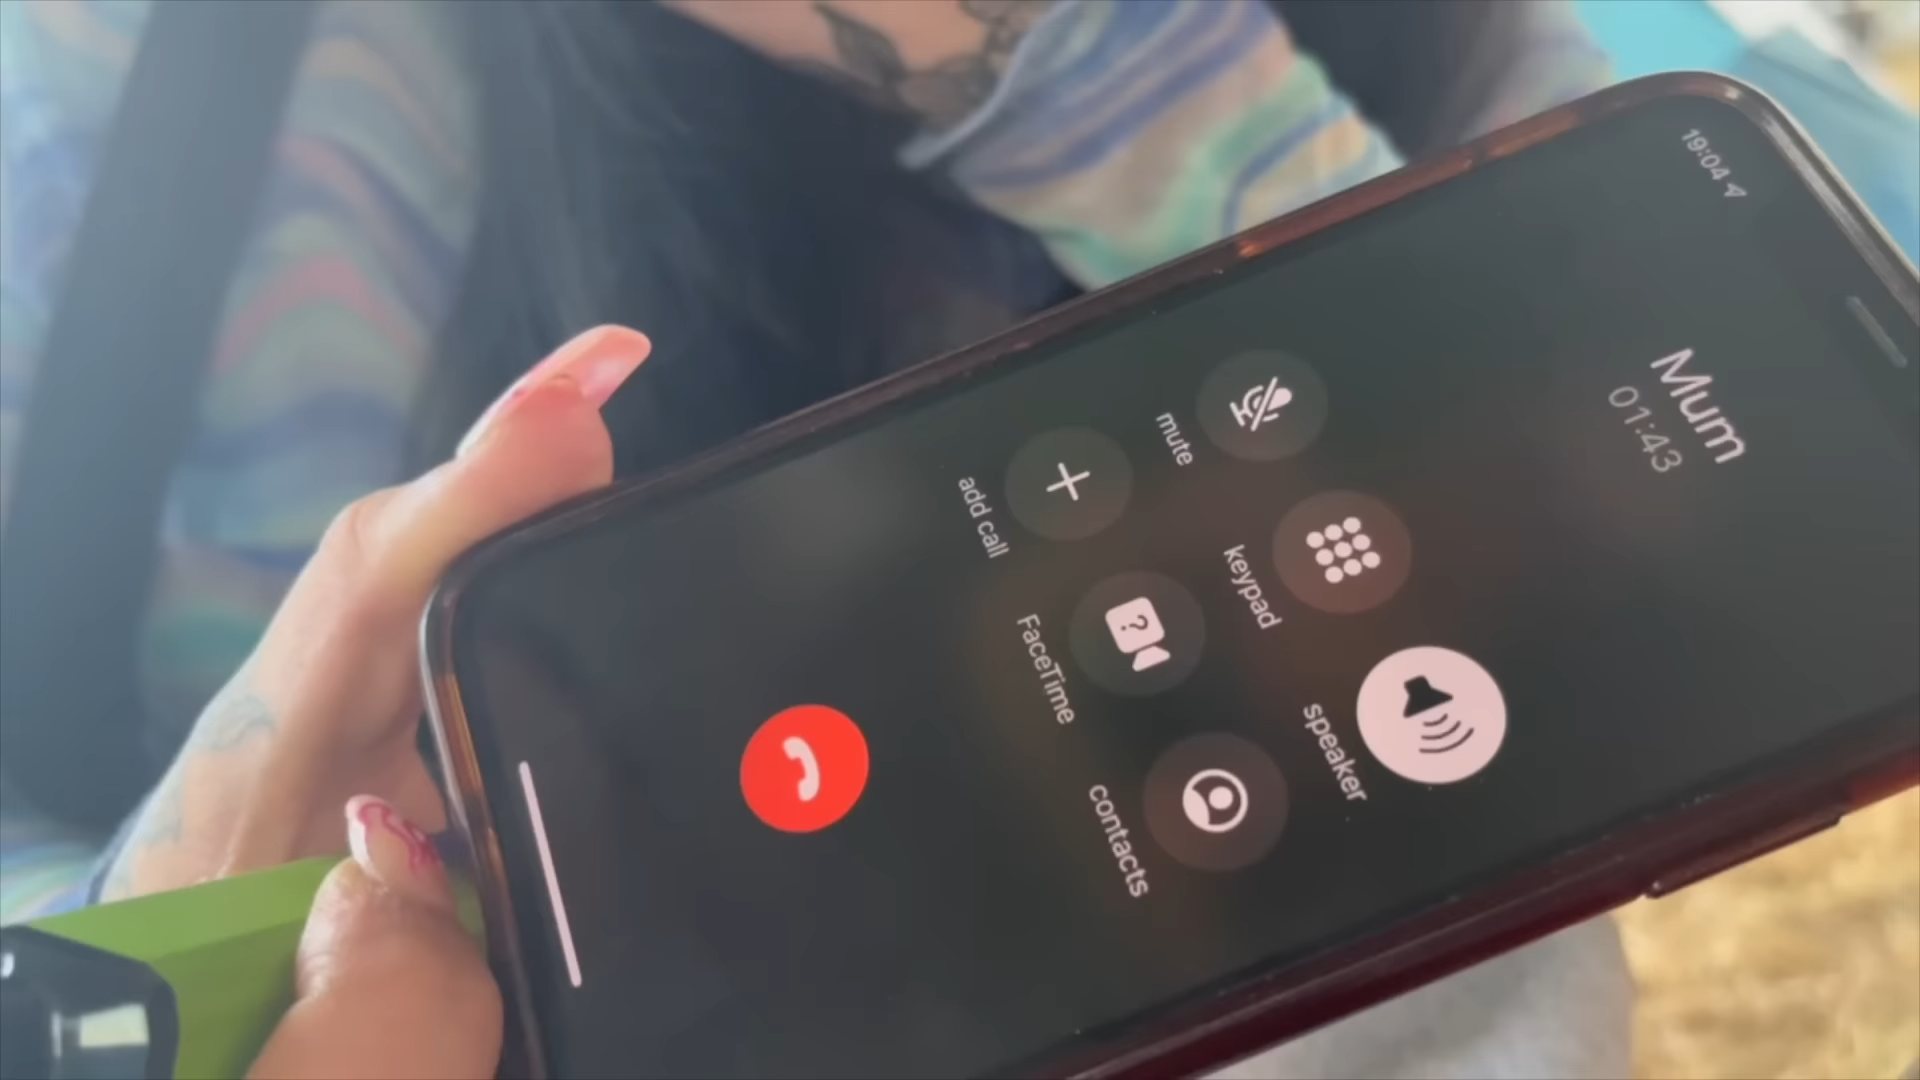 19:04
Mum
01:43
mute
keypad
speaker
add call
FaceTime
contacts